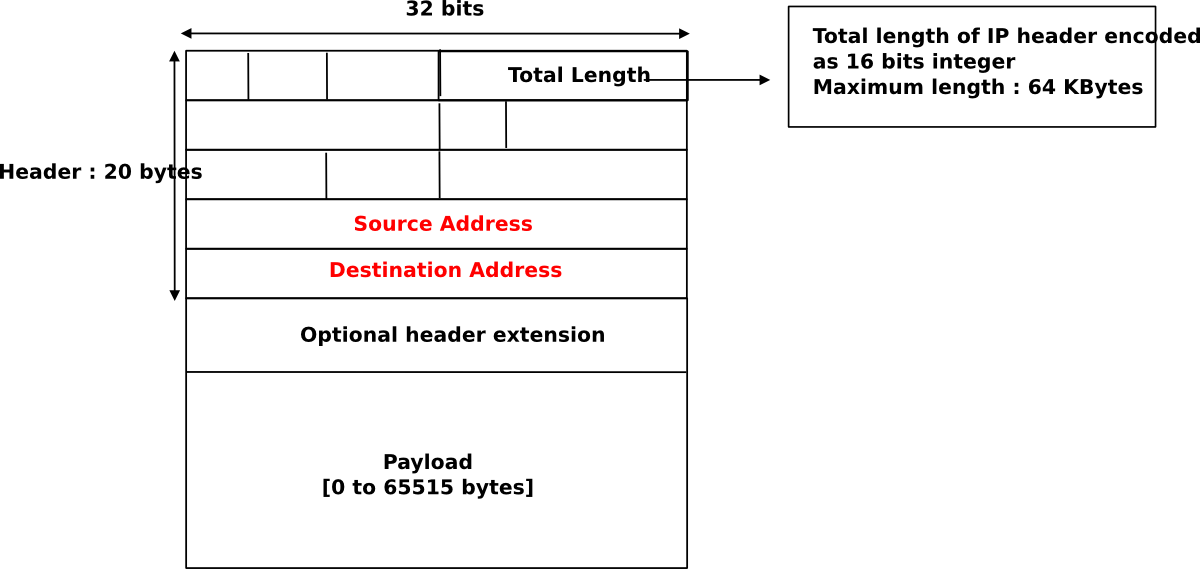 32 bits
Total Length
Total length of IP header encoded
as 16 bits integer
Maximum length : 64 KBytes
Header : 20 bytes
Source Address
Destination Address
Optional header extension
Payload
[0 to 65515 bytes]